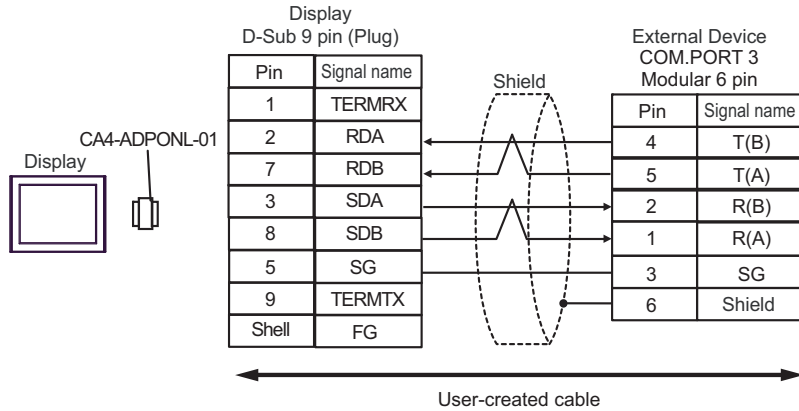 Display
D-Sub 9 pin (Plug)
External Device
COM.PORT 3
Modular 6 pin
Shield
Pin Signal name
1 TERMRX
2 RDA
7 RDB
3 SDA
8 SDB
5 SG
9 TERMTX
Shell FG
Pin Signal name
4 T(B)
5 T(A)
2 R(B)
1 R(A)
3 SG
6 Shield
CA4-ADPONL-01
Display
User-created cable